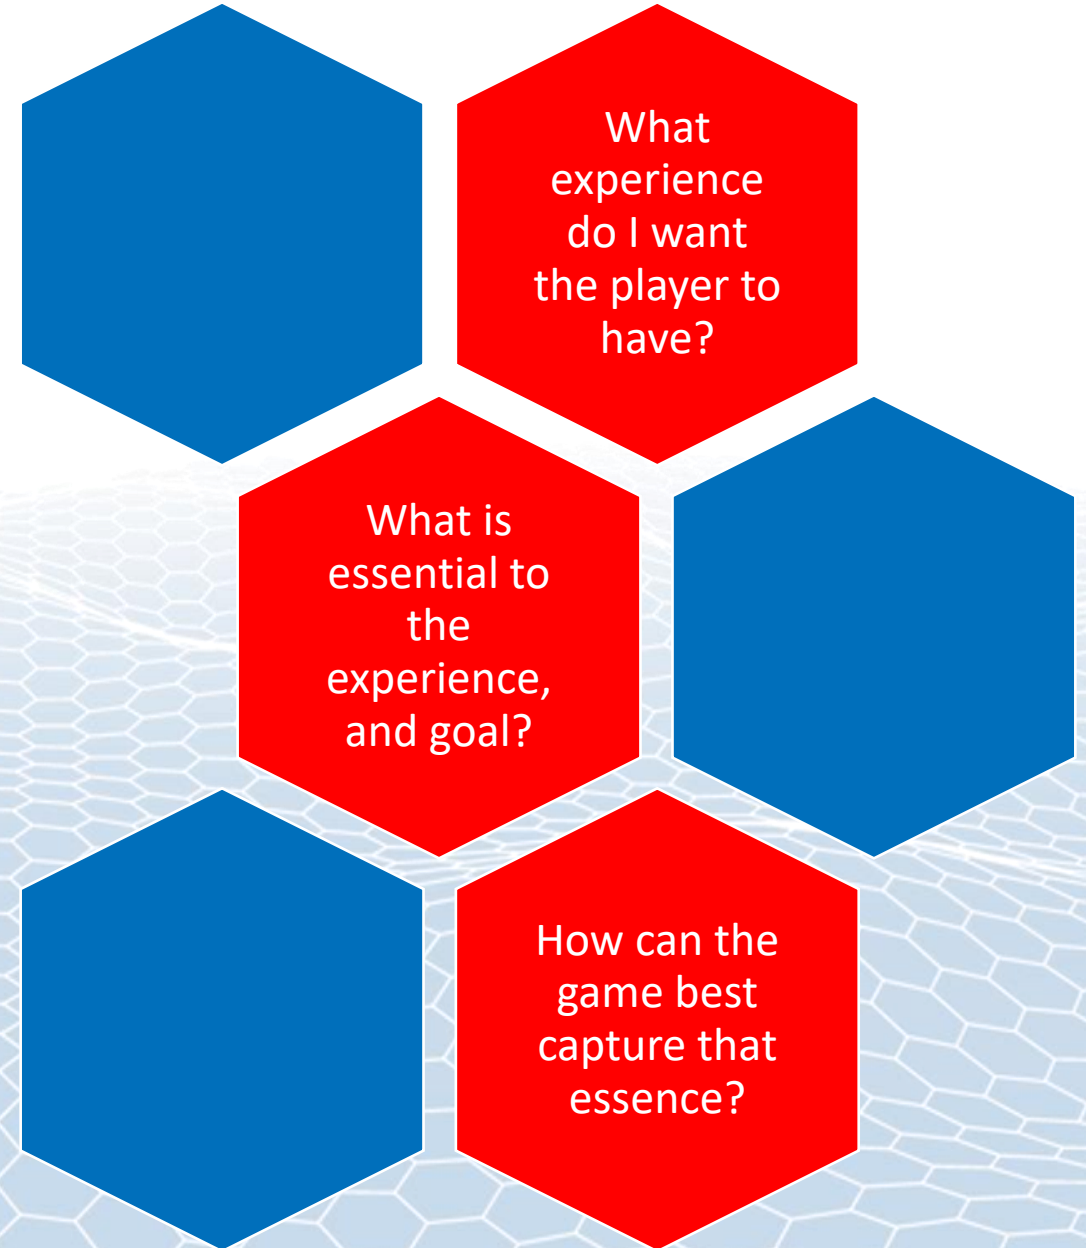 What
experience
do I want
the player to
have?
What is
essential to
the
experience,
and goal?
How can the
game best
capture that
essence?